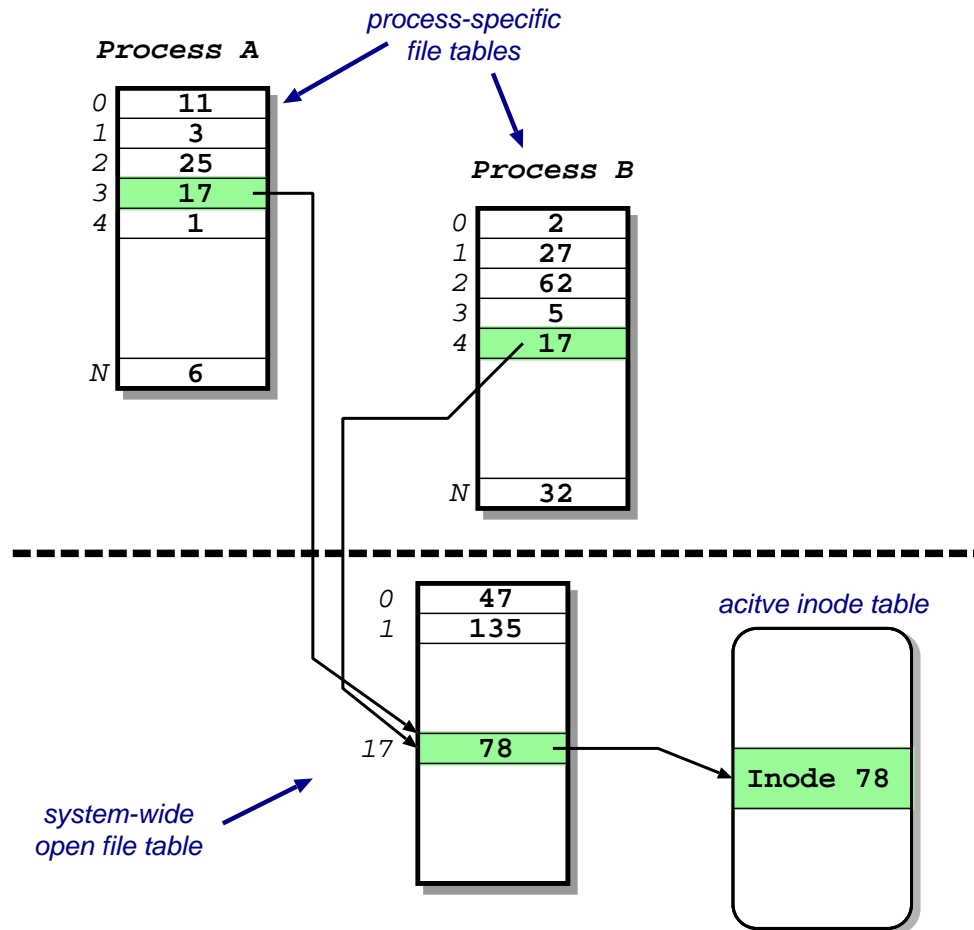 process-specific
file tables
Process A
0 11
1 3
2 25
3 17
4 1
N 6
Process B
0 2
1 27
2 62
3 5
4 17
N 32
0 47
1 135
17 78
system-wide
open file table
acitve inode table
Inode 78